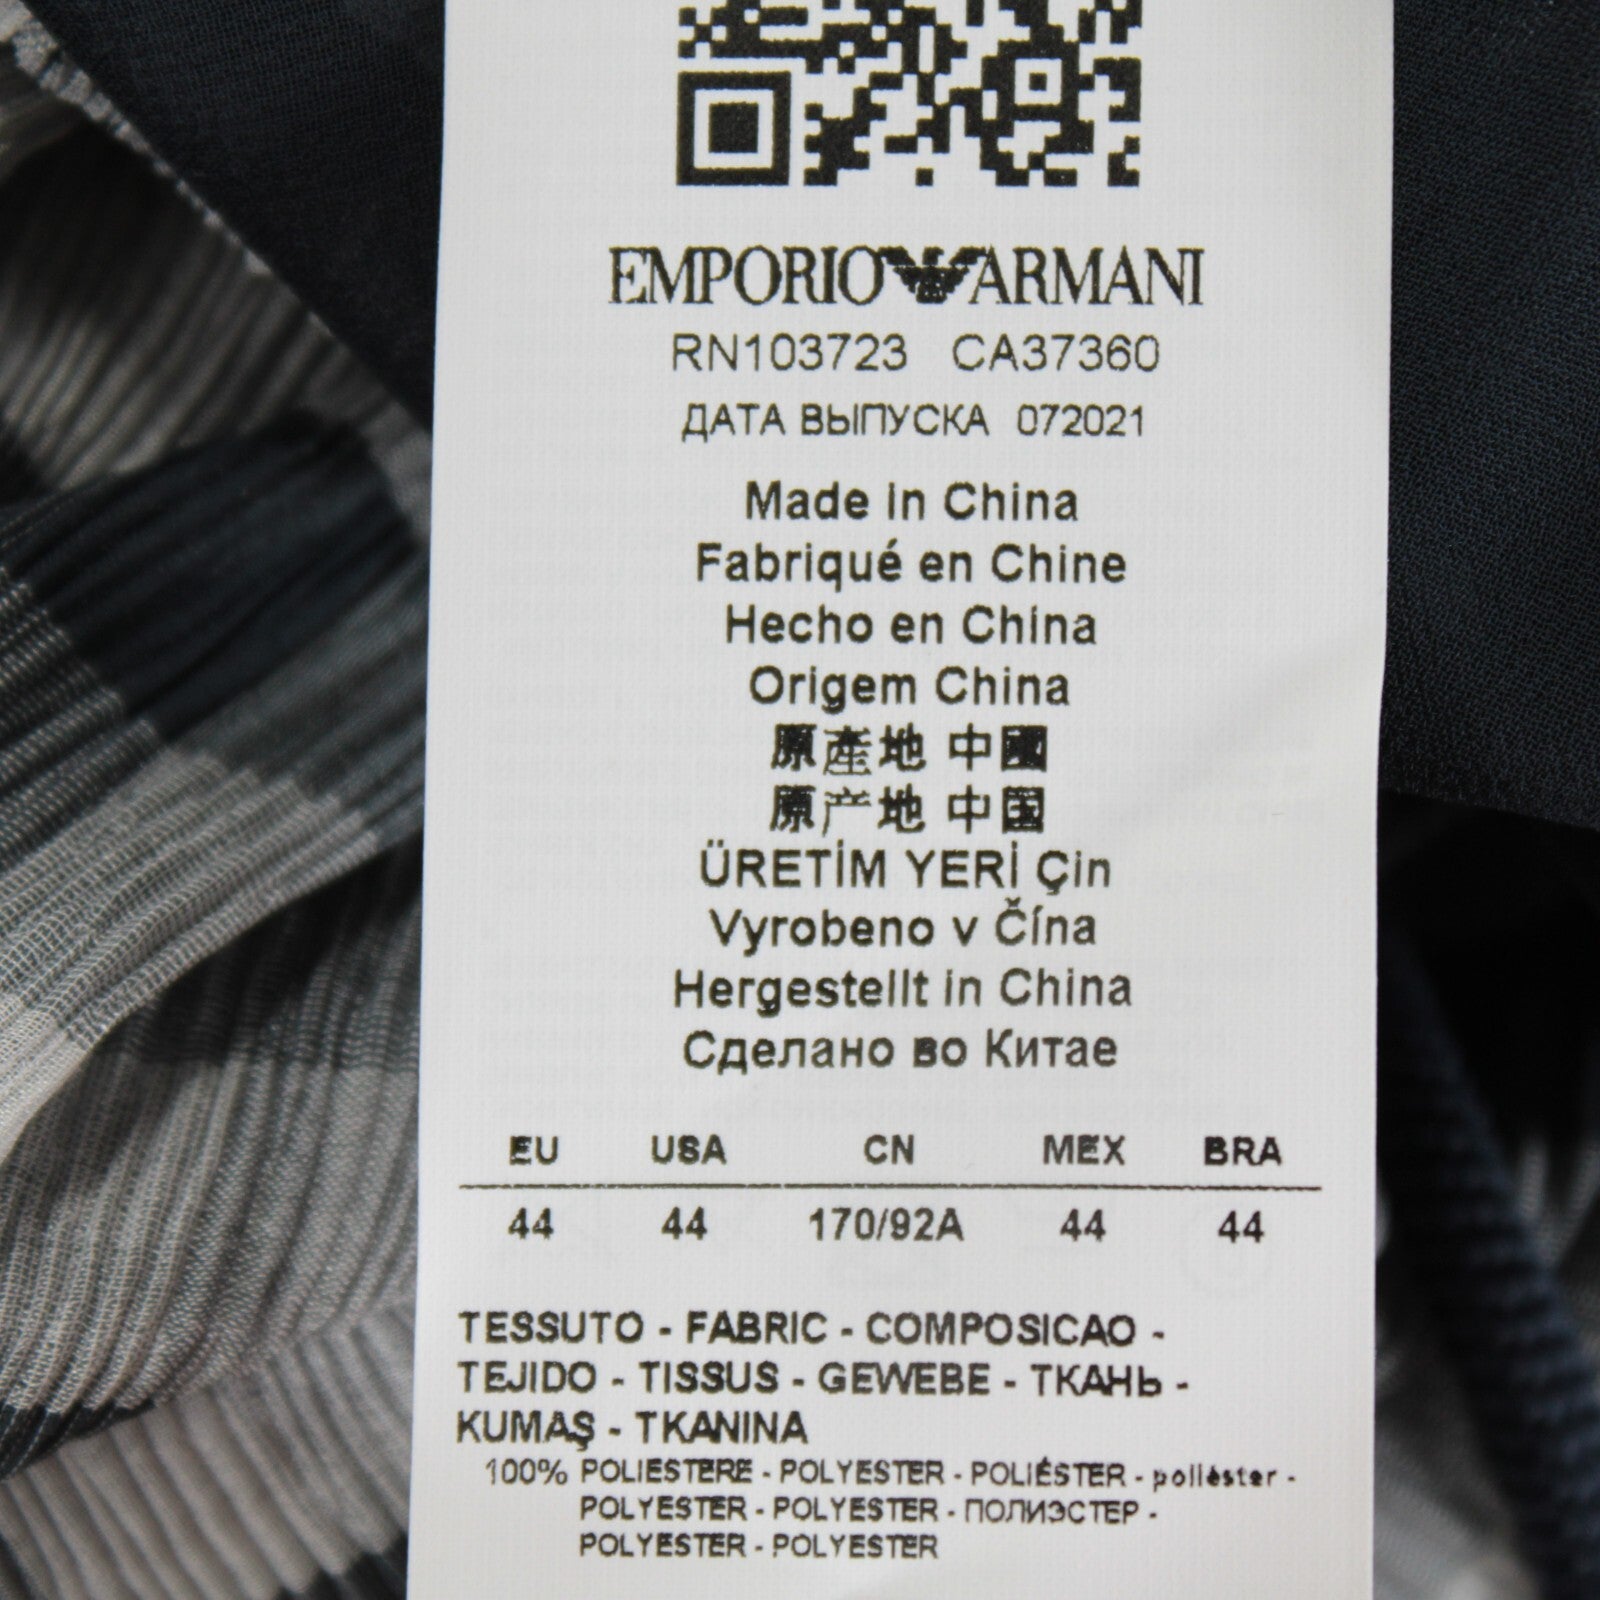 EMPORIO ARMANI
RN103723 CA37360
ДАТА ВЫПУСКА 072021
Made in China
Fabriqué en Chine
Hecho en China
Origem China
原產地 中國
原产地 中国
ÜRETİM YERİ Çin
Vyrobeno v Čína
Hergestellt in China
Сделано во Китае
EU USA CN MEX BRA
44 44 170/92A 44 44
TESSUTO - FABRIC - COMPOSICAO -
TEJIDO - TISSUS - GEWEBE - ТКАНЬ -
KUMAŞ - TKANINA
100% POLIESTERE - POLYESTER - POLIÉSTER - poliéster -
POLYESTER - POLYESTER - ПОЛИЭСТЕР -
POLYESTER - POLYESTER